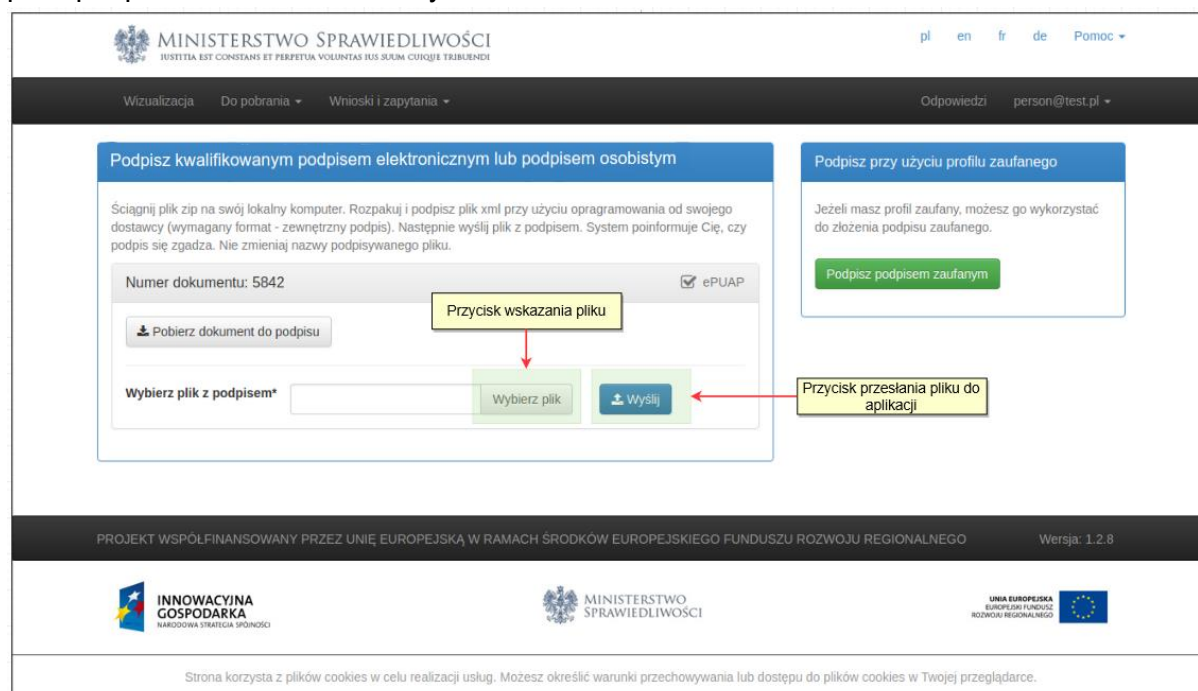 MINISTERSTWO SPRAWIEDLIWOŚCI
IUSTITIA EST CONSTANS ET PERPETUA VOLUNTAS IUS SUUM CUIQUE TRIBUENDI
pl en fr de Pomoc
Wizualizacja Do pobrania Wnioski i zapytania Odpowiedzi person@test.pl
Podpisz kwalifikowanym podpisem elektronicznym lub podpisem osobistym
Ściągnij plik zip na swój lokalny komputer. Rozpakuj i podpisz plik xml przy użyciu opragramowania od swojego
dostawcy (wymagany format - zewnętrzny podpis). Następnie wyślij plik z podpisem. System poinformuje Cię, czy
podpis się zgadza. Nie zmieniaj nazwy podpisywanego pliku.
Numer dokumentu: 5842 ePUAP
Przycisk wskazania pliku
Pobierz dokument do podpisu
Wybierz plik z podpisem* Wybierz plik Wyślij
Przycisk przesłania pliku do
aplikacji
Podpisz przy użyciu profilu zaufanego
Jeżeli masz profil zaufany, możesz go wykorzystać
do złożenia podpisu zaufanego.
Podpisz podpisem zaufanym
PROJEKT WSPÓŁFINANSOWANY PRZEZ UNIĘ EUROPEJSKĄ W RAMACH ŚRODKÓW EUROPEJSKIEGO FUNDUSZU ROZWOJU REGIONALNEGO Wersja: 1.2.8
INNOWACYJNA
GOSPODARKA
NARODOWA STRATEGIA SPÓJNOŚCI
MINISTERSTWO
SPRAWIEDLIWOŚCI
UNIA EUROPEJSKA
EUROPEJSKI FUNDUSZ
ROZWOJU REGIONALNEGO
Strona korzysta z plików cookies w celu realizacji usług. Możesz określić warunki przechowywania lub dostępu do plików cookies w Twojej przeglądarce.